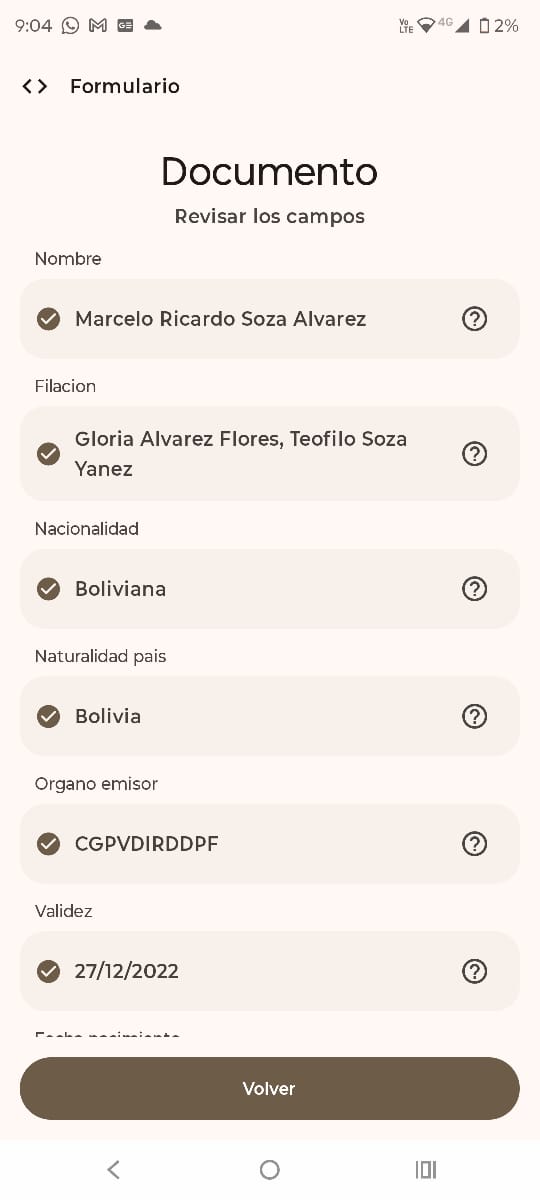 9:04
GE
Vo
LTE
4G
2%
Formulario
Documento
Revisar los campos
Nombre
Marcelo Ricardo Soza Alvarez
Filacion
Gloria Alvarez Flores, Teofilo Soza
Yanez
Nacionalidad
Boliviana
Naturalidad pais
Bolivia
Organo emisor
CGPVDIRDDPF
Validez
27/12/2022
Volver